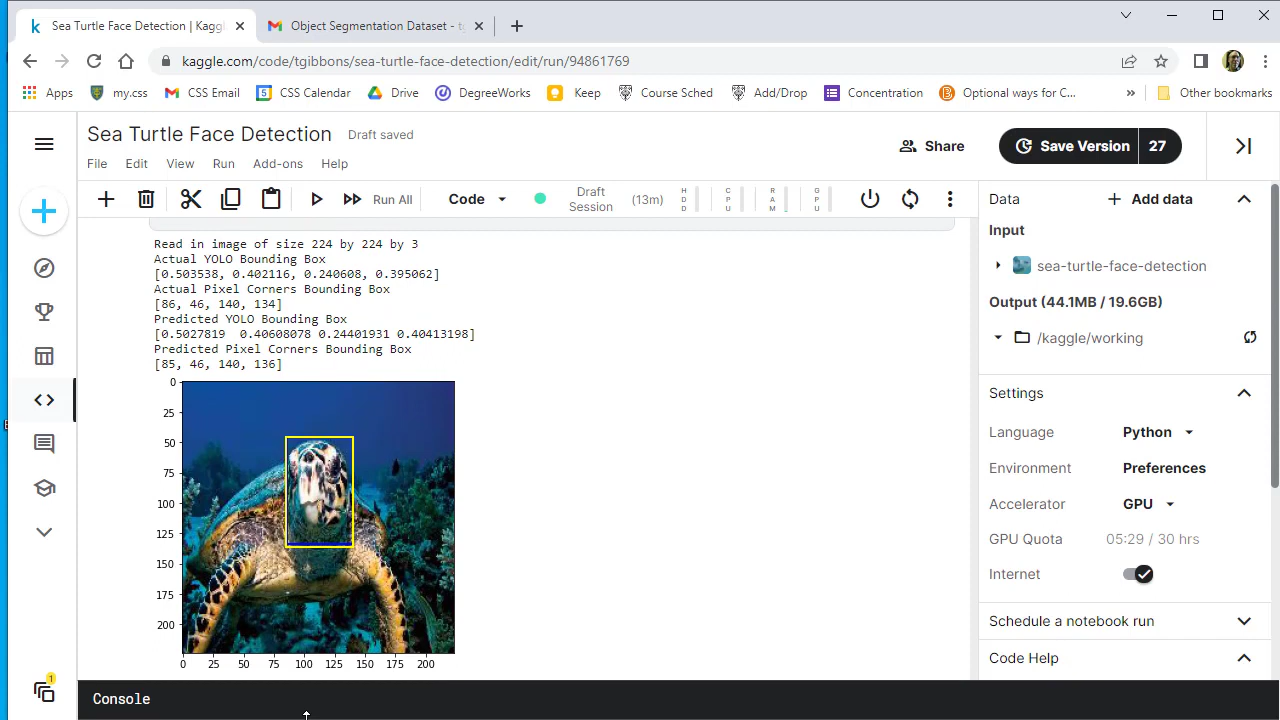 Sea Turtle Face Detection | Kagg
Object Segmentation Dataset - tg
kaggle.com/code/tgibbons/sea-turtle-face-detection/edit/run/94861769
Apps my.css CSS Email CSS Calendar Drive DegreeWorks Keep Course Sched Add/Drop Concentration Optional ways for C... » Other bookmarks
Sea Turtle Face Detection Draft saved
File Edit View Run Add-ons Help
Share
Save Version 27
Run All Code Draft Session (13m) HDD CPU RAM GPU
Read in image of size 224 by 224 by 3
Actual YOLO Bounding Box
[0.503538, 0.402116, 0.240608, 0.395062]
Actual Pixel Corners Bounding Box
[86, 46, 140, 134]
Predicted YOLO Bounding Box
[0.5027819  0.40608078 0.24401931 0.40413198]
Predicted Pixel Corners Bounding Box
[85, 46, 140, 136]
0
25
50
75
100
125
150
175
200
0 25 50 75 100 125 150 175 200
Data Add data
Input
sea-turtle-face-detection
Output (44.1MB / 19.6GB)
/kaggle/working
Settings
Language Python
Environment Preferences
Accelerator GPU
GPU Quota 05:29 / 30 hrs
Internet
Schedule a notebook run
Code Help
1
Console